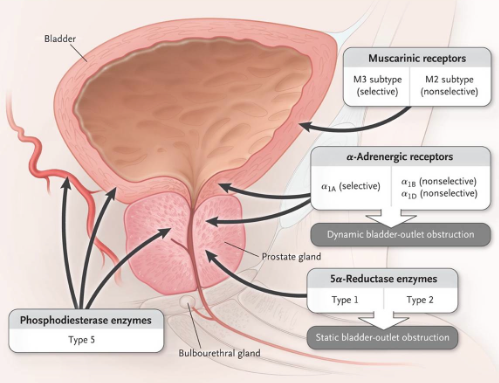 Bladder
Muscarinic receptors
M3 subtype
(selective)
M2 subtype
(nonselective)
α-Adrenergic receptors
α1A (selective)
α1B (nonselective)
α1D (nonselective)
Dynamic bladder-outlet obstruction
Prostate gland
5α-Reductase enzymes
Type 1
Type 2
Static bladder-outlet obstruction
Phosphodiesterase enzymes
Type 5
Bulbourethral gland